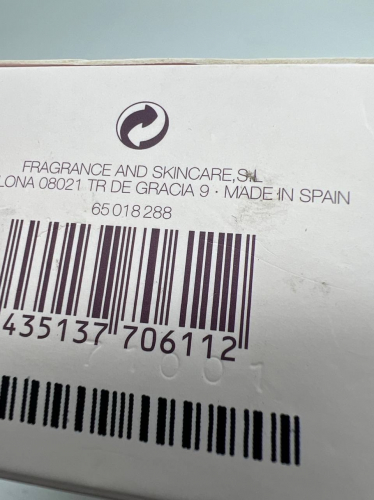 FRAGRANCE AND SKINCARE, S.L
LONA 08021 TR DE GRACIA 9 · MADE IN SPAIN
65018288
435137 706112